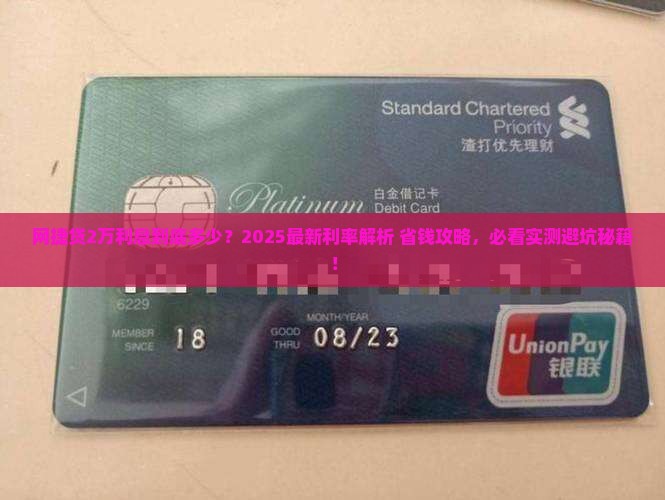 Standard Chartered
Priority
渣打优先理财
Platinum 白金借记卡
Debit Card
网捷贷2万利息多少？2025最新利率解析 省钱攻略，必看实测避坑秘籍
！
6229
MONTH/YEAR
MEMBER SINCE 18 GOOD THRU 08/23
UnionPay
银联